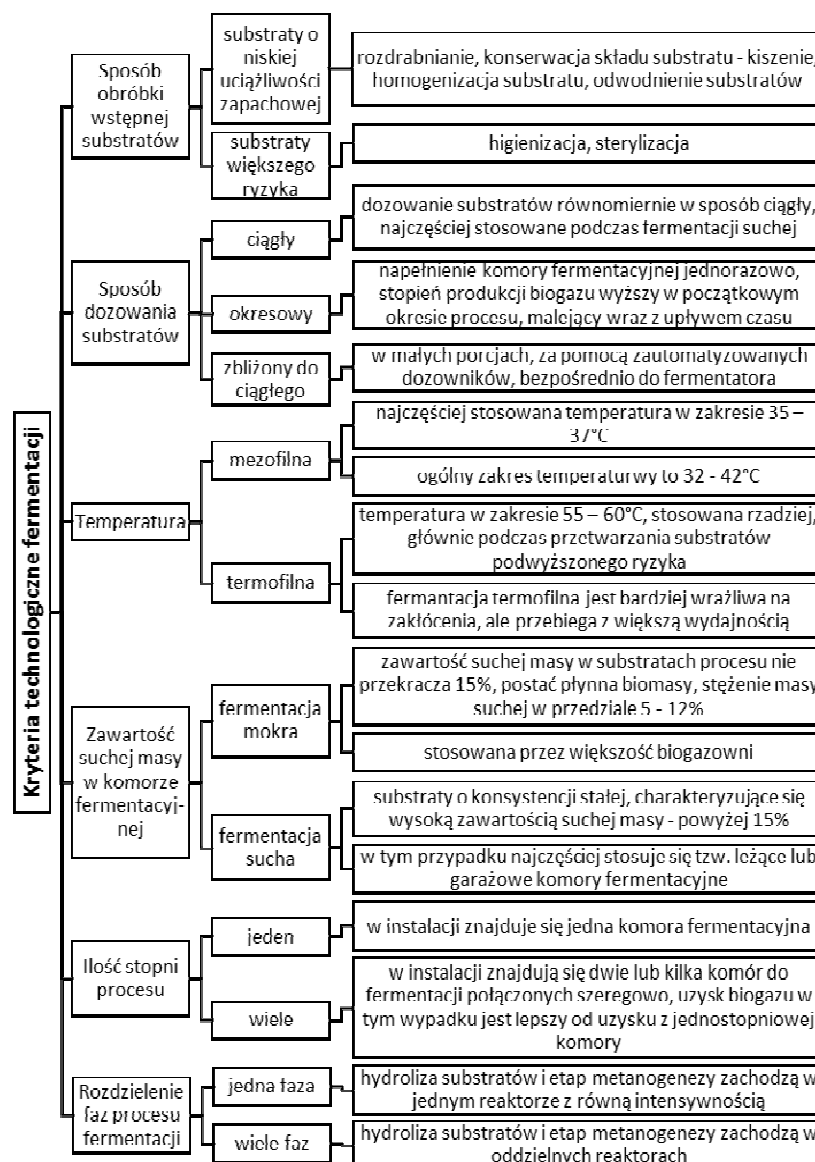 Kryteria technologiczne fermentacji
Sposób
obróbki
wstępnej
substratów
substraty o
niskiej
uciążliwości
zapachowej
rozdrabnianie, konserwacja składu substratu - kiszenie,
homogenizacja substratu, odwodnienie substratów
substraty
większego
ryzyka
higienizacja, sterylizacja
Sposób
dozowania
substratów
ciągły
dozowanie substratów równomiernie w sposób ciągły,
najczęściej stosowane podczas fermentacji suchej
okresowy
napełnienie komory fermentacyjnej jednorazowo,
stopień produkcji biogazu wyższy w początkowym
okresie procesu, malejący wraz z upływem czasu
zbliżony do
ciągłego
w małych porcjach, za pomocą zautomatyzowanych
dozowników, bezpośrednio do fermentatora
Temperatura
mezofilna
najczęściej stosowana temperatura w zakresie 35 –
37°C
ogólny zakres temperaturwy to 32 - 42°C
termofilna
temperatura w zakresie 55 – 60°C, stosowana rzadziej,
głównie podczas przetwarzania substratów
podwyższonego ryzyka
fermantacja termofilna jest bardziej wrażliwa na
zakłócenia, ale przebiega z większą wydajnością
Zawartość
suchej masy
w komorze
fermentacyj-
nej
fermentacja
mokra
zawartość suchej masy w substratach procesu nie
przekracza 15%, postać płynna biomasy, stężenie masy
suchej w przedziale 5 - 12%
stosowana przez większość biogazowni
fermentacja
sucha
substraty o konsystencji stałej, charakteryzujące się
wysoką zawartością suchej masy - powyżej 15%
w tym przypadku najczęściej stosuje się tzw. leżące lub
garażowe komory fermentacyjne
Ilość stopni
procesu
jeden
w instalacji znajduje się jedna komora fermentacyjna
wiele
w instalacji znajdują się dwie lub kilka komór do
fermentacji połączonych szeregowo, uzysk biogazu w
tym wypadku jest lepszy od uzysku z jednostopniowej
komory
Rozdzielenie
faz procesu
fermentacji
jedna faza
hydroliza substratów i etap metanogenezy zachodzą w
jednym reaktorze z równą intensywnością
wiele faz
hydroliza substratów i etap metanogenezy zachodzą w
oddzielnych reaktorach